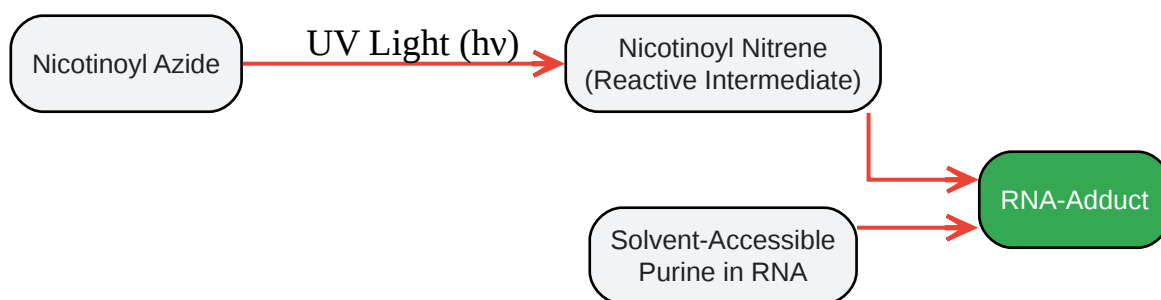 Nicotinoyl Azide
UV Light (hν)
Nicotinoyl Nitrene
(Reactive Intermediate)
RNA-Adduct
Solvent-Accessible
Purine in RNA